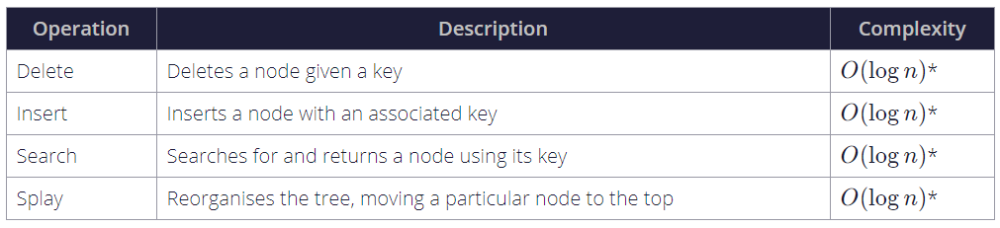 Operation Description Complexity
Delete Deletes a node given a key O(log n)*
Insert Inserts a node with an associated key O(log n)*
Search Searches for and returns a node using its key O(log n)*
Splay Reorganises the tree, moving a particular node to the top O(log n)*